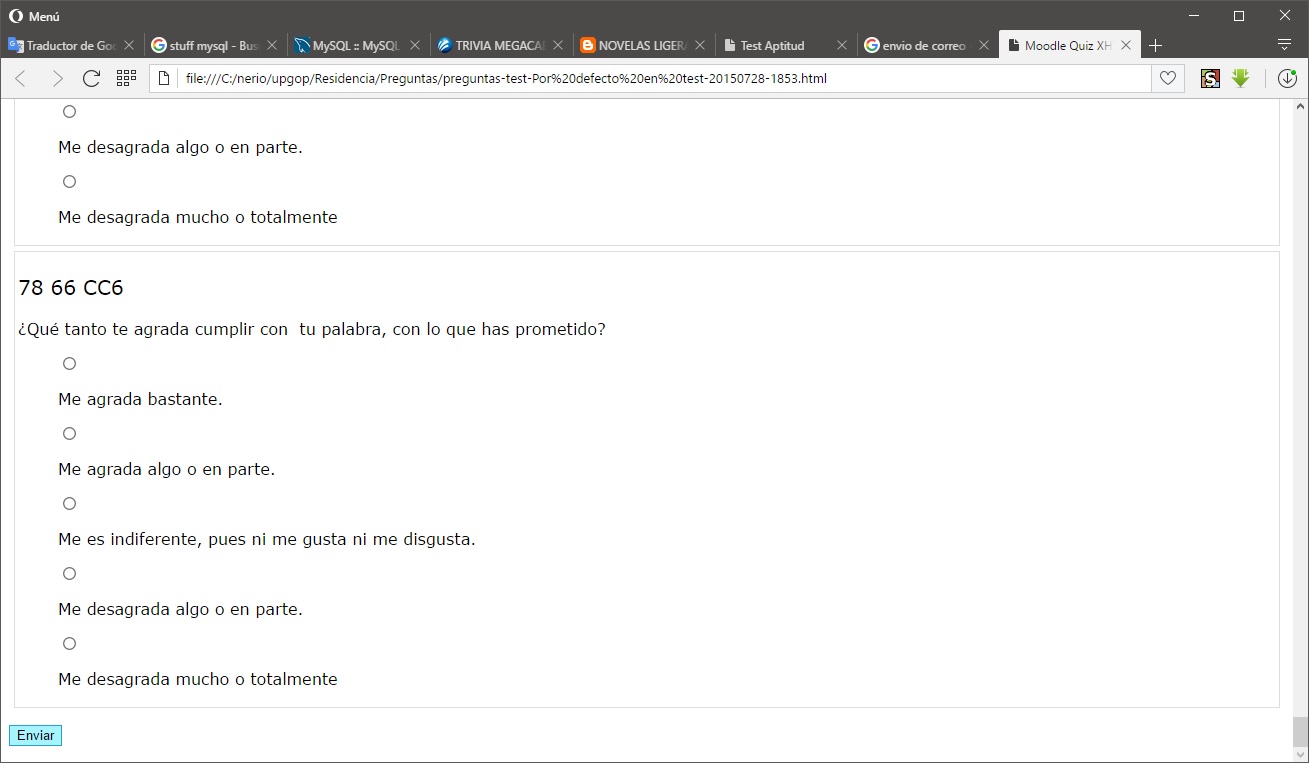 Menú
Traductor de Goo
stuff mysql - Bus
MySQL :: MySQL
TRIVIA MEGACA
NOVELAS LIGERA
Test Aptitud
envio de correo
Moodle Quiz XH
file:///C:/nerio/upgop/Residencia/Preguntas/preguntas-test-Por%20defecto%20en%20test-20150728-1853.html
Me desagrada algo o en parte.
Me desagrada mucho o totalmente
78 66 CC6
¿Qué tanto te agrada cumplir con  tu palabra, con lo que has prometido?
Me agrada bastante.
Me agrada algo o en parte.
Me es indiferente, pues ni me gusta ni me disgusta.
Me desagrada algo o en parte.
Me desagrada mucho o totalmente
Enviar